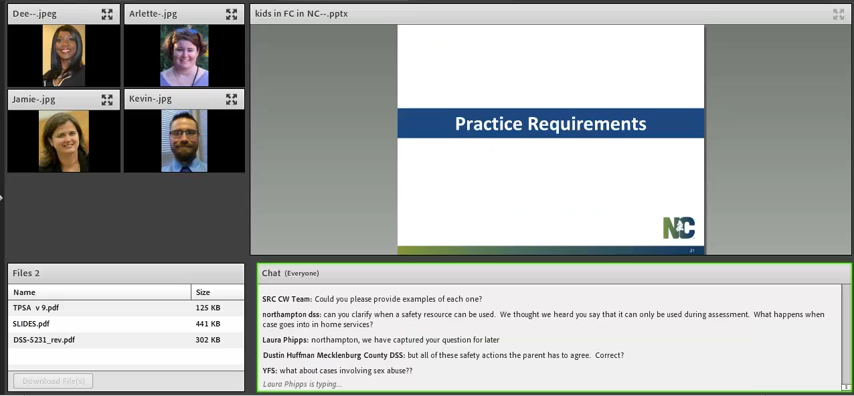 Dee--.jpeg
Arlette-.jpg
kids in FC in NC--.pptx
Jamie-.jpg
Kevin-.jpg
Practice Requirements
NC
21
Files 2
Name
Size
TPSA v 9.pdf
125 KB
SLIDES.pdf
441 KB
DSS-5231_rev.pdf
302 KB
Download File(s)
Chat (Everyone)
SRC CW Team: Could you please provide examples of each one?
northampton dss: can you clarify when a safety resource can be used. We thought we heard you say that it can only be used during assessment. What happens when
case goes into in home services?
Laura Phipps: northampton, we have captured your question for later
Dustin Huffman Mecklenburg County DSS: but all of these safety actions the parent has to agree. Correct?
YFS: what about cases involving sex abuse??
Laura Phipps is typing...